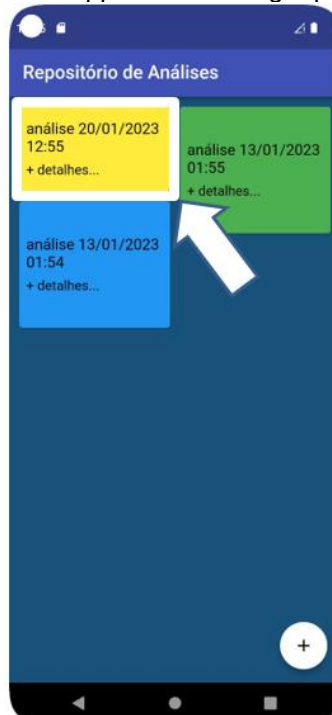 Repositório de Análises
análise 20/01/2023
12:55
+ detalhes...
análise 13/01/2023
01:55
+ detalhes...
análise 13/01/2023
01:54
+ detalhes...
+